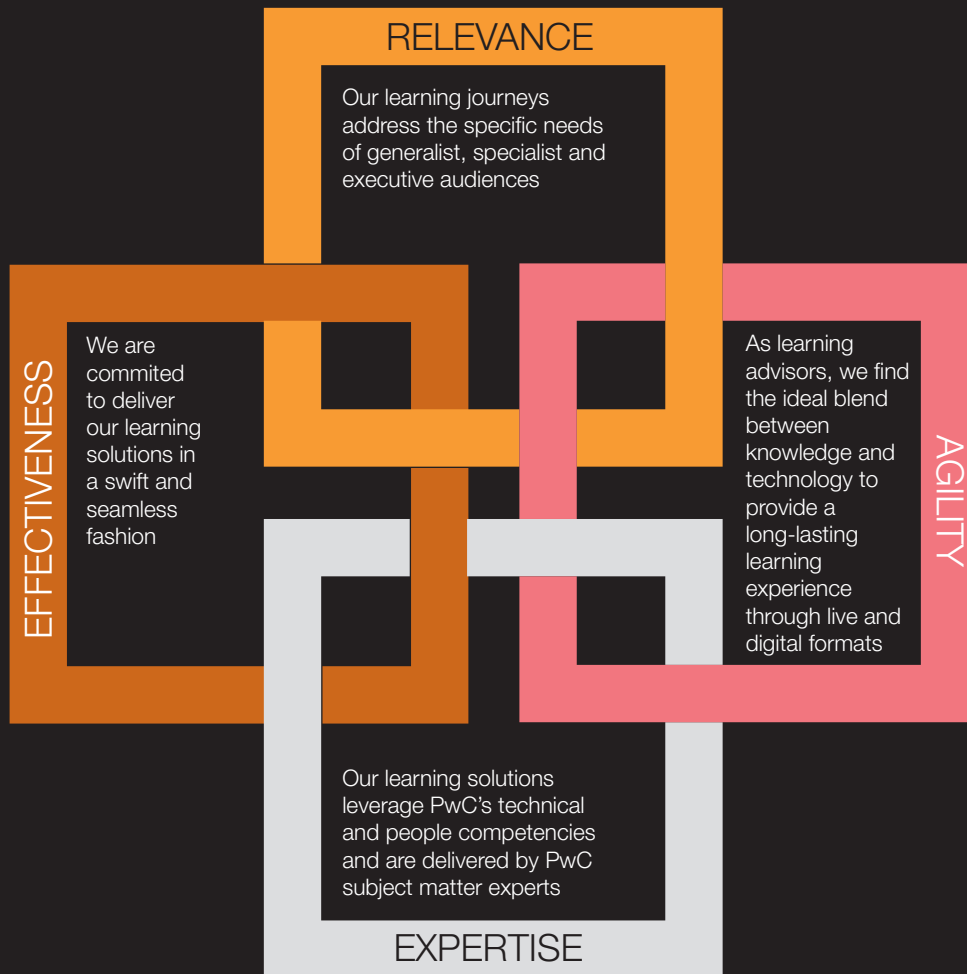 RELEVANCE
Our learning journeys
address the specific needs
of generalist, specialist and
executive audiences
EFFECTIVENESS
We are
commited
to deliver
our learning
solutions in
a swift and
seamless
fashion
As learning
advisors, we find
the ideal blend
between
knowledge and
technology to
provide a
long-lasting
learning
experience
through live and
digital formats
AGILITY
Our learning solutions
leverage PwC’s technical
and people competencies
and are delivered by PwC
subject matter experts
EXPERTISE